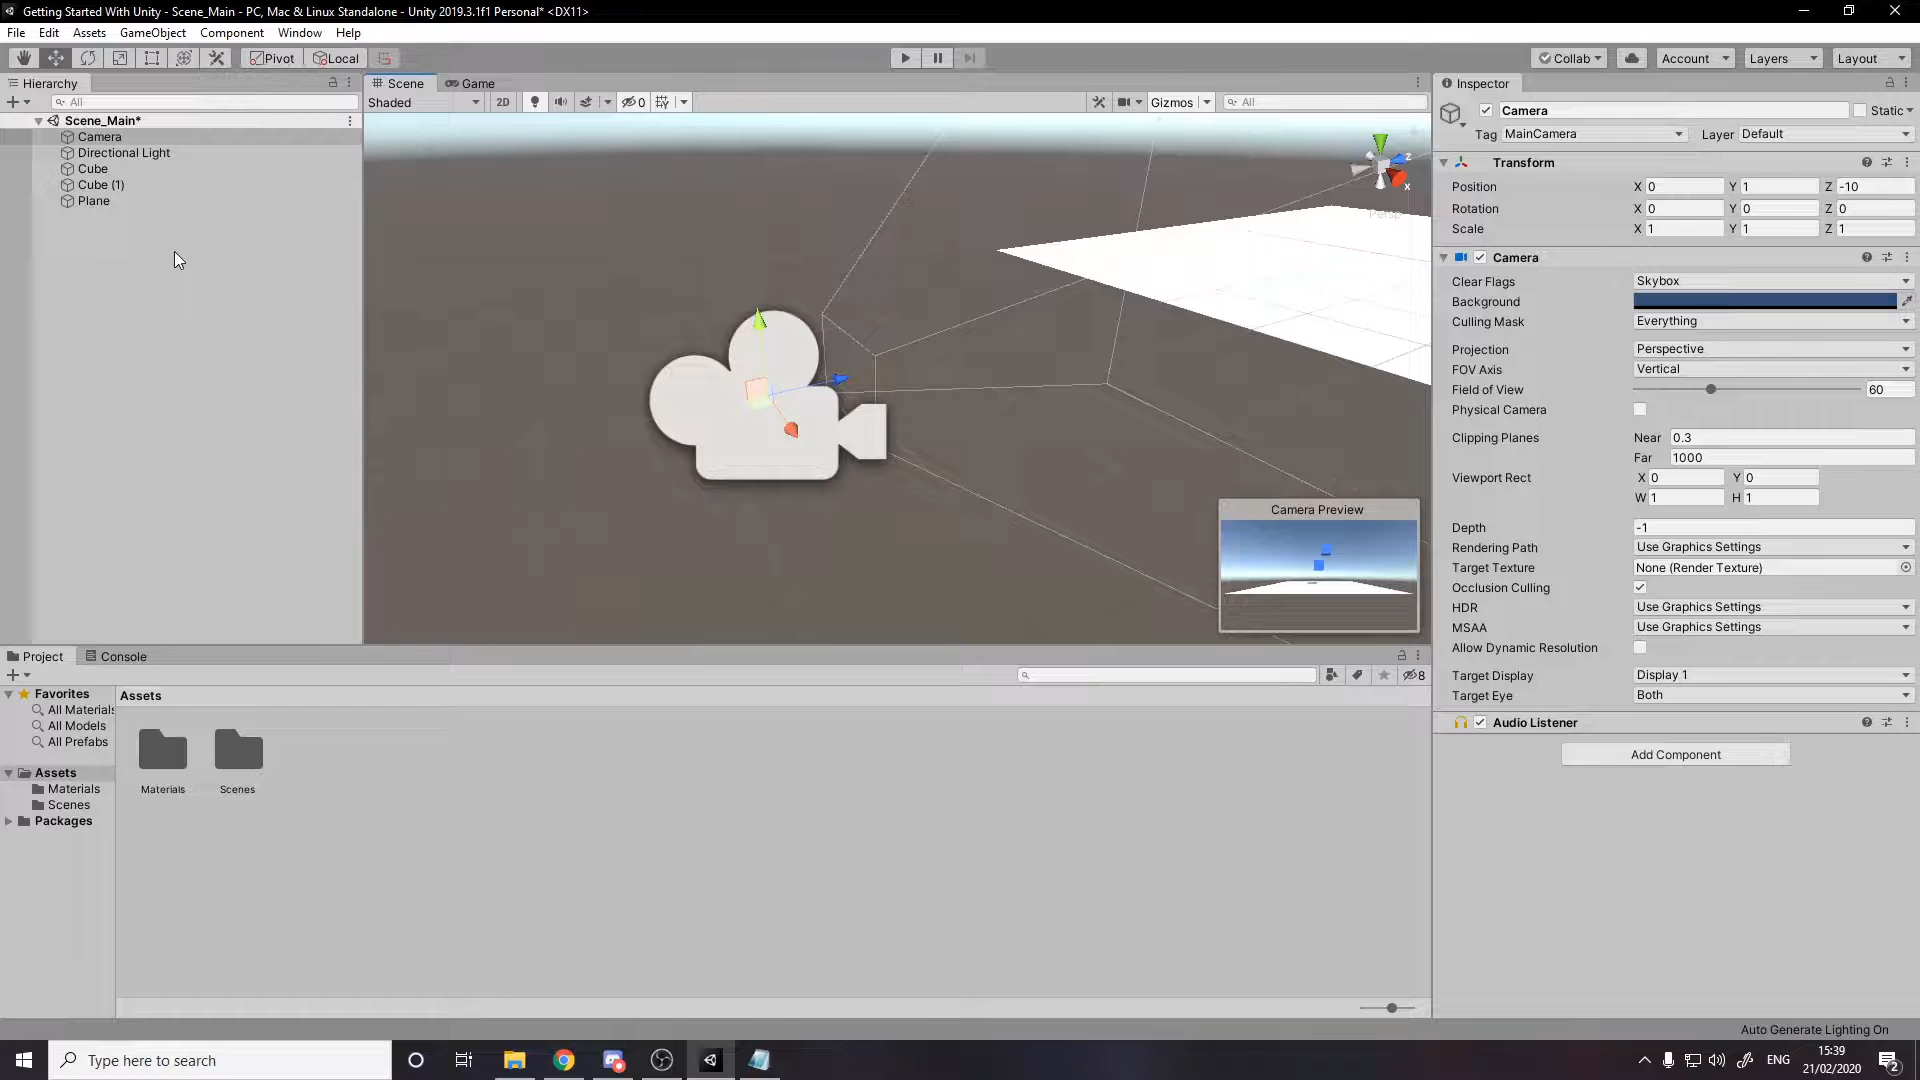 Getting Started With Unity - Scene_Main - PC, Mac & Linux Standalone - Unity 2019.3.1f1 Personal* <DX11>
File Edit Assets GameObject Component Window Help
Pivot Local Collab Account Layers Layout
Hierarchy
All
Scene_Main*
Camera
Directional Light
Cube
Cube (1)
Plane
Scene Game
Shaded 2D 0 Gizmos All
z
x
Persp
Camera Preview
Inspector
Camera Static
Tag MainCamera Layer Default
Transform
Position X 0 Y 1 Z -10
Rotation X 0 Y 0 Z 0
Scale X 1 Y 1 Z 1
Camera
Clear Flags Skybox
Background
Culling Mask Everything
Projection Perspective
FOV Axis Vertical
Field of View 60
Physical Camera
Clipping Planes Near 0.3
Far 1000
Viewport Rect X 0 Y 0
W 1 H 1
Depth -1
Rendering Path Use Graphics Settings
Target Texture None (Render Texture)
Occlusion Culling
HDR Use Graphics Settings
MSAA Use Graphics Settings
Allow Dynamic Resolution
Target Display Display 1
Target Eye Both
Audio Listener
Add Component
Project Console
8
Favorites
All Materials
All Models
All Prefabs
Assets
Materials
Scenes
Packages
Assets
Materials Scenes
Auto Generate Lighting On
Type here to search
ENG
15:39
21/02/2020
2